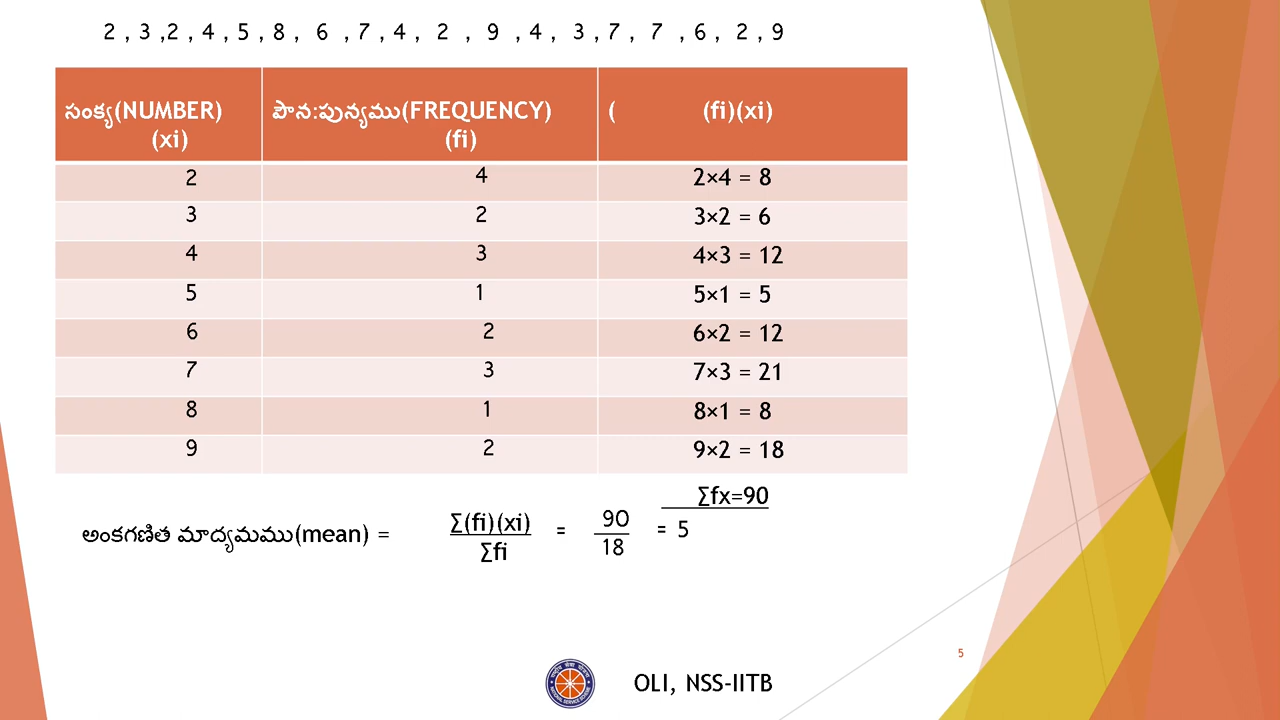 2 , 3 ,2 , 4 , 5 , 8 , 6 , 7 , 4 , 2 , 9 , 4 , 3 , 7 , 7 , 6 , 2 , 9
సంక్య(NUMBER) (xi) పౌన:పున్యము(FREQUENCY) (fi) ( (fi)(xi)
2 4 2×4 = 8
3 2 3×2 = 6
4 3 4×3 = 12
5 1 5×1 = 5
6 2 6×2 = 12
7 3 7×3 = 21
8 1 8×1 = 8
9 2 9×2 = 18
∑fx=90
అంకగణిత మాద్యమము(mean) = ∑(fi)(xi) = 90 = 5
∑fi 18
5
OLI, NSS-IITB